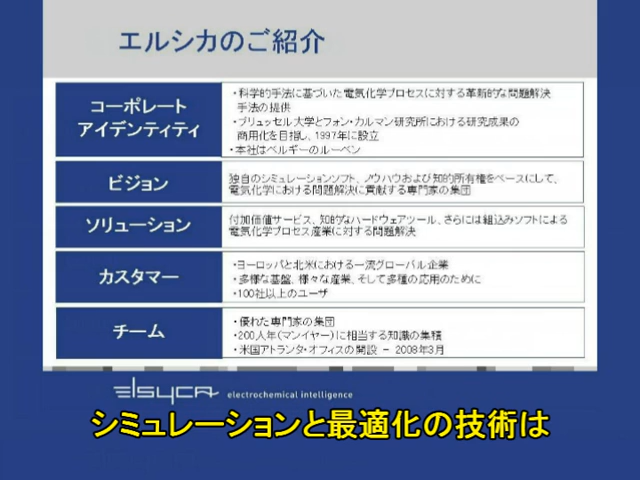 エルシカのご紹介
コーポレート
アイデンティティ
・科学的手法に基づいた電気化学プロセスに対する革新的な問題解決
手法の提供
・ブリュッセル大学とフォン・カルマン研究所における研究成果の
商用化を目指し、1997年に設立
・本社はベルギーのルーベン
ビジョン
独自のシミュレーションソフト、ノウハウおよび知的所有権をベースにして、
電気化学における問題解決に貢献する専門家の集団
ソリューション
付加価値サービス、知的なハードウェアツール、さらには組込みソフトによる
電気化学プロセス産業に対する問題解決
カスタマー
・ヨーロッパと北米における一流グローバル企業
・多様な基盤、様々な産業、そして多種の応用のために
・100社以上のユーザ
チーム
・優れた専門家の集団
・200人年(マンイヤー)に相当する知識の集積
・米国アトランタ・オフィスの開設 － 2008年3月
elsyca electrochemical intelligence
シミュレーションと最適化の技術は